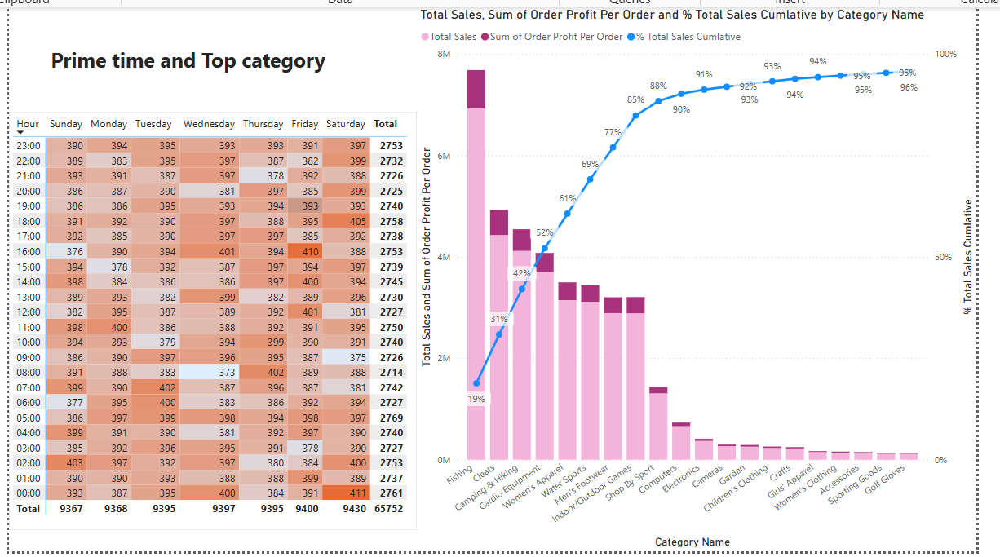 Clipboard Data Queries Insert Calcula
Prime time and Top category
Hour Sunday Monday Tuesday Wednesday Thursday Friday Saturday Total
23:00 390 394 395 393 393 391 397 2753
22:00 389 383 395 397 387 382 399 2732
21:00 393 391 387 397 378 392 388 2726
20:00 386 387 390 381 397 385 399 2725
19:00 386 386 395 393 394 393 393 2740
18:00 391 392 390 397 388 395 405 2758
17:00 392 385 390 397 397 385 392 2738
16:00 376 390 394 401 394 410 388 2753
15:00 394 378 392 387 397 394 397 2739
14:00 398 384 386 386 397 400 394 2745
13:00 389 393 382 399 382 389 396 2730
12:00 382 395 387 389 392 401 381 2727
11:00 398 400 386 388 392 391 395 2750
10:00 394 393 379 394 399 390 391 2740
09:00 386 390 397 396 395 387 375 2726
08:00 391 388 383 373 402 389 388 2714
07:00 399 390 402 387 396 387 381 2742
06:00 377 395 400 383 386 392 394 2727
05:00 386 397 399 398 394 398 397 2769
04:00 399 391 390 381 392 397 390 2740
03:00 385 392 396 395 391 378 390 2727
02:00 403 397 392 397 380 384 400 2753
01:00 390 390 393 388 388 399 389 2737
00:00 393 387 395 400 384 391 411 2761
Total 9367 9368 9395 9397 9395 9400 9430 65752
Total Sales, Sum of Order Profit Per Order and % Total Sales Cumlative by Category Name
Total Sales Sum of Order Profit Per Order % Total Sales Cumlative
Total Sales and Sum of Order Profit Per Order
8M
6M
4M
2M
0M
19%
31%
42%
52%
61%
69%
77%
85%
88%
90%
91%
92%
93%
93%
94%
94%
95%
95%
95%
96%
100%
50%
0%
% Total Sales Cumlative
Fishing
Cleats
Camping & Hiking
Cardio Equipment
Women's Apparel
Water Sports
Men's Footwear
Indoor/Outdoor Games
Shop By Sport
Computers
Electronics
Cameras
Garden
Children's Clothing
Crafts
Girls' Apparel
Women's Clothing
Accessories
Sporting Goods
Golf Gloves
Category Name